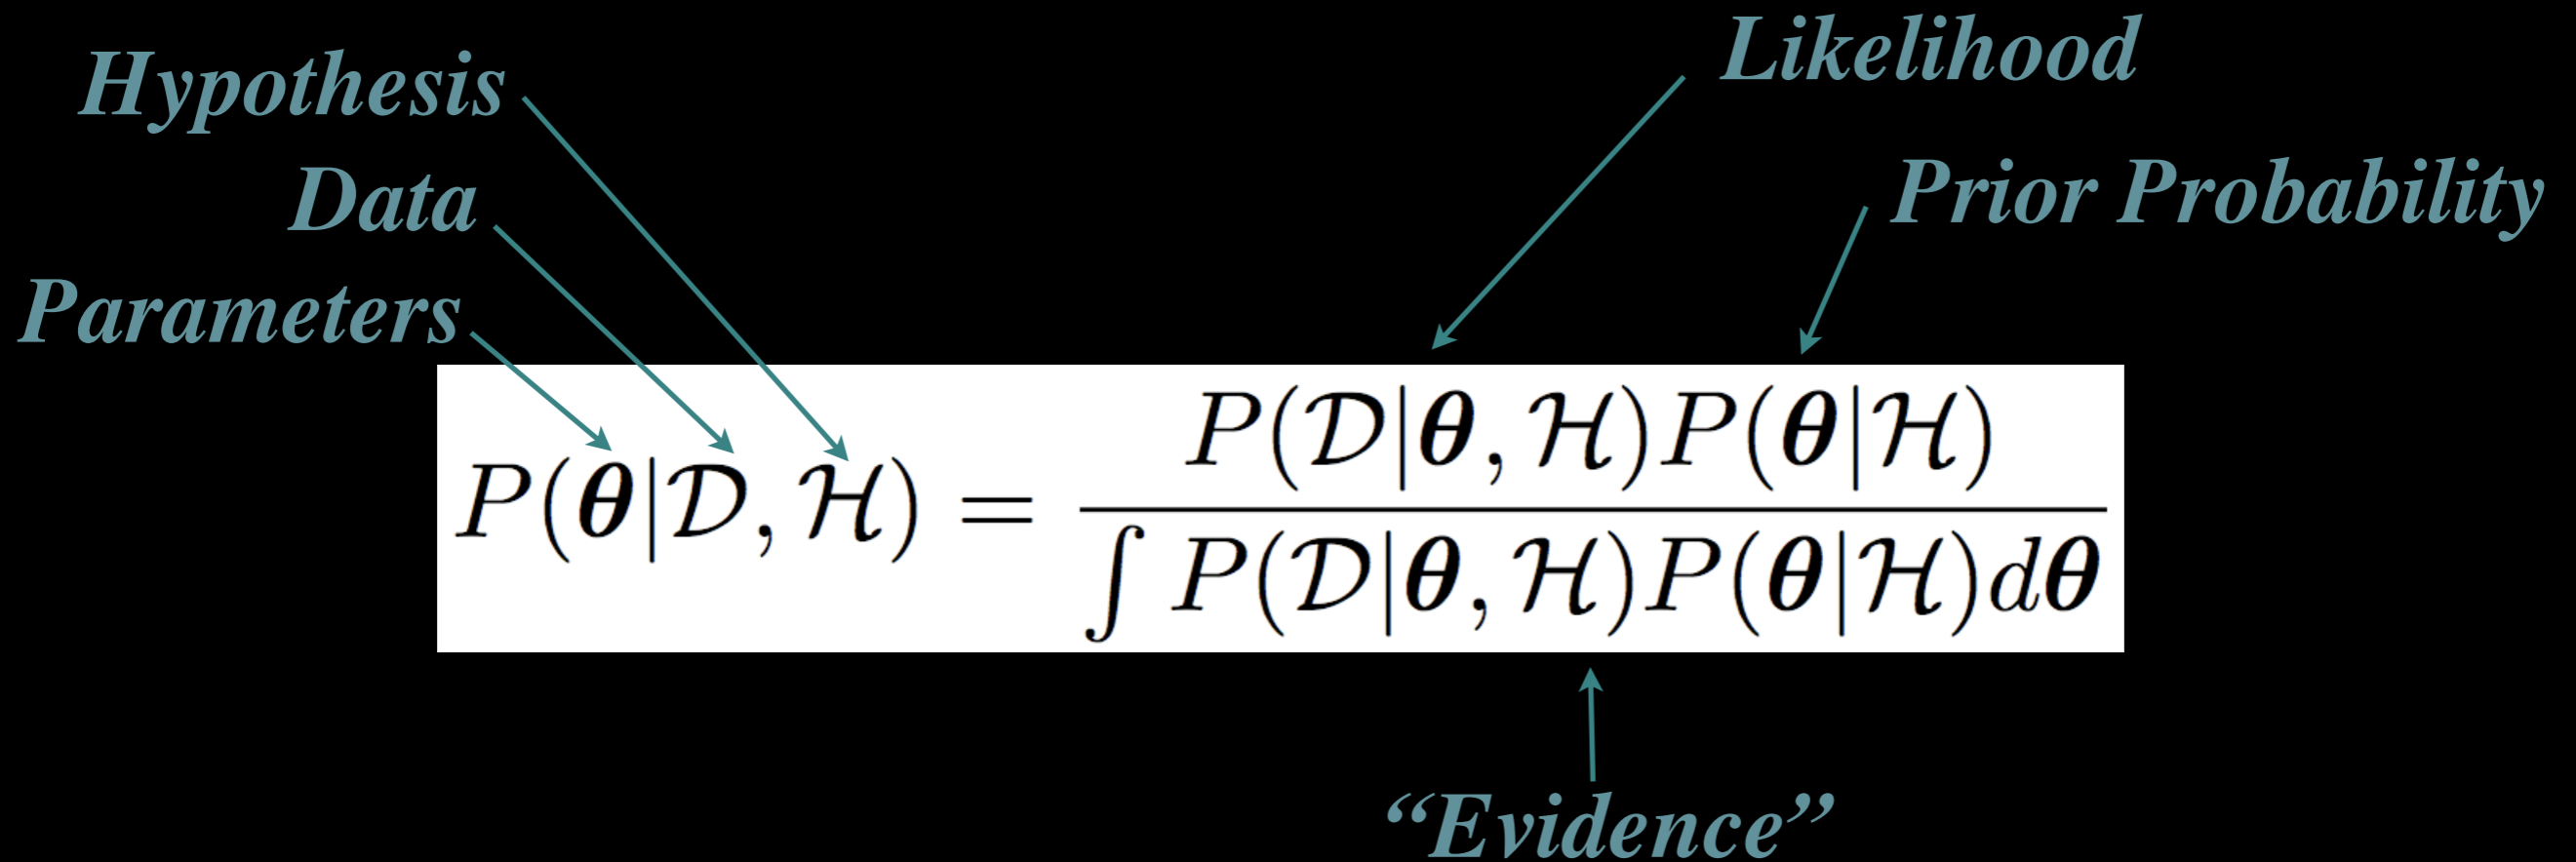 Hypothesis
Data
Parameters
Likelihood
Prior Probability
P(θ|𝒟, ℋ) = P(𝒟|θ, ℋ)P(θ|ℋ) / ∫ P(𝒟|θ, ℋ)P(θ|ℋ)dθ
“Evidence”